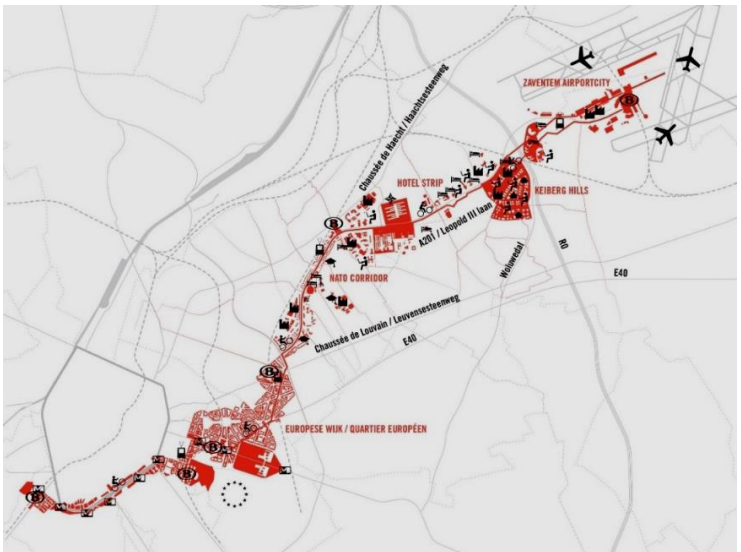 ZAVENTEM AIRPORTCITY
B
Chaussée de Haecht / Haachtsesteenweg
HOTEL STRIP
KEIBERG HILLS
A201 / Leopold III laan
B
NATO CORRIDOR
Woluwedal
R0
E40
Chaussée de Louvain / Leuvensesteenweg
E40
B
EUROPESE WIJK / QUARTIER EUROPÉEN
B
B
M
M
M
B
M
M
M
M